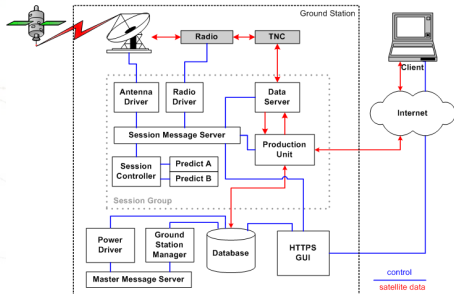 Ground Station
Radio
TNC
Client
Antenna
Driver
Radio
Driver
Data
Server
Internet
Session Message Server
Production
Unit
Session
Controller
Predict A
Predict B
Session Group
Power
Driver
Ground
Station
Manager
Database
HTTPS
GUI
Master Message Server
control
satellite data